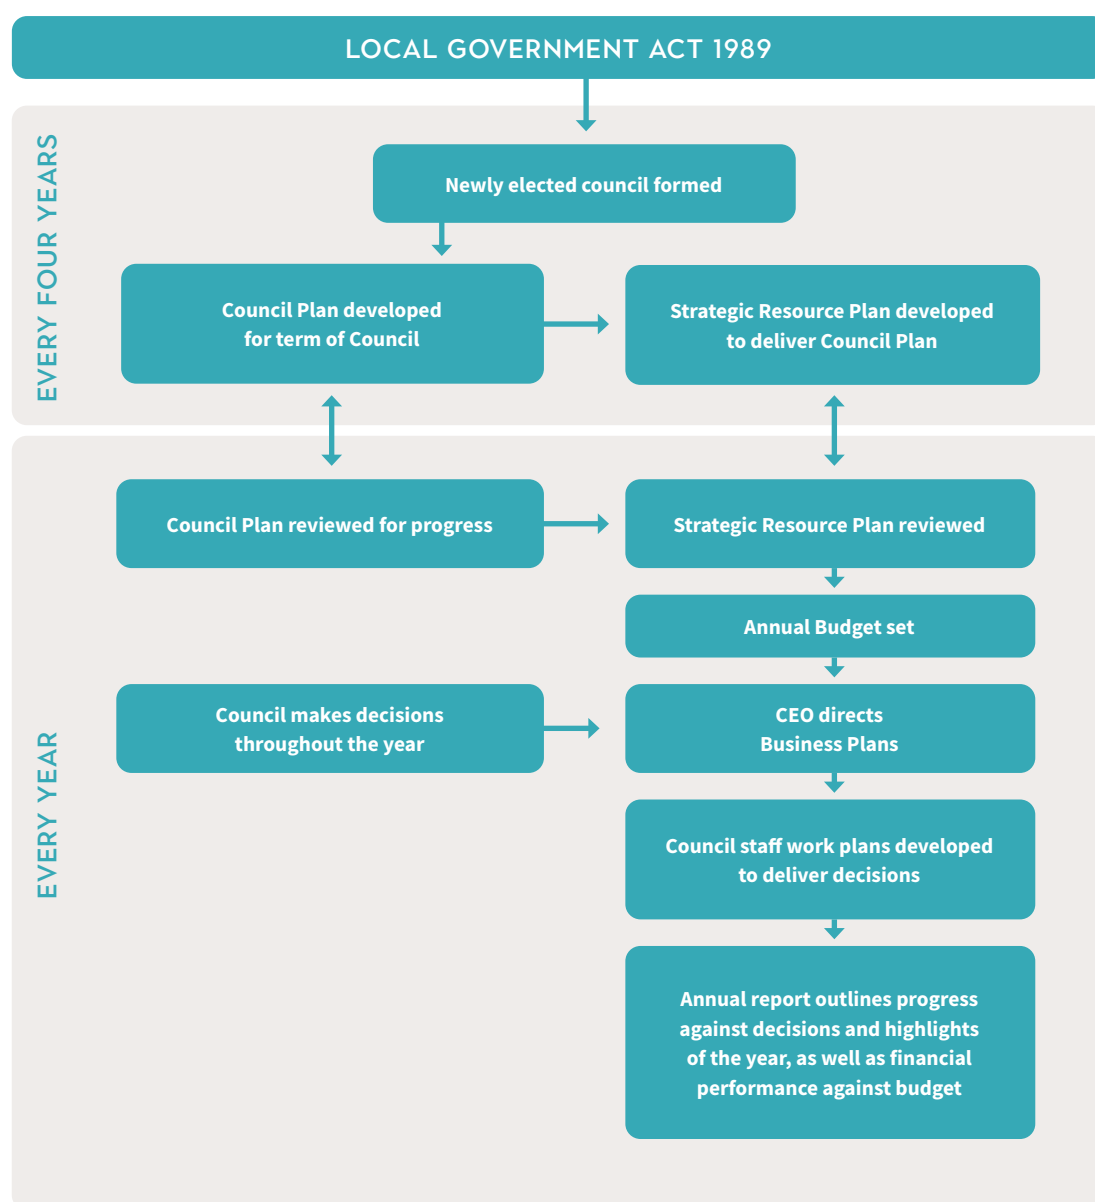 LOCAL GOVERNMENT ACT 1989
EVERY FOUR YEARS
Newly elected council formed
Council Plan developed
for term of Council
Strategic Resource Plan developed
to deliver Council Plan
EVERY YEAR
Council Plan reviewed for progress
Strategic Resource Plan reviewed
Annual Budget set
Council makes decisions
throughout the year
CEO directs
Business Plans
Council staff work plans developed
to deliver decisions
Annual report outlines progress
against decisions and highlights
of the year, as well as financial
performance against budget